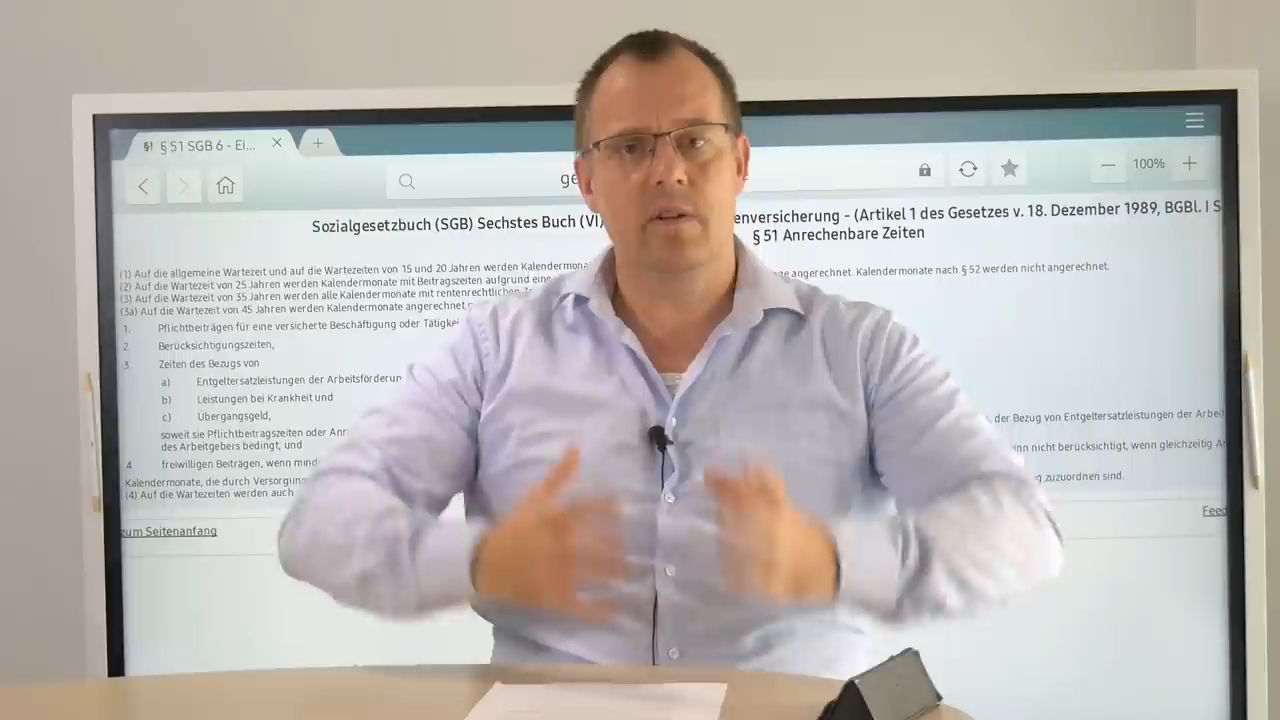 § 51 SGB 6 - Ei...
ge
100%
Sozialgesetzbuch (SGB) Sechstes Buch (VI) enversicherung - (Artikel 1 des Gesetzes v. 18. Dezember 1989, BGBl. I S
§ 51 Anrechenbare Zeiten
(1) Auf die allgemeine Wartezeit und auf die Wartezeiten von 15 und 20 Jahren werden Kalendermona ge angerechnet. Kalendermonate nach § 52 werden nicht angerechnet.
(2) Auf die Wartezeit von 25 Jahren werden Kalendermonate mit Beitragszeiten aufgrund eine
(3) Auf die Wartezeit von 35 Jahren werden alle Kalendermonate mit rentenrechtlichen
(3a) Auf die Wartezeit von 45 Jahren werden Kalendermonate angerechnet
1. Pflichtbeiträgen für eine versicherte Beschäftigung oder Tätigkei
2. Berücksichtigungszeiten,
3. Zeiten des Bezugs von
a) Entgeltersatzleistungen der Arbeitsförderun
b) Leistungen bei Krankheit und
c) Übergangsgeld,
soweit sie Pflichtbeitragszeiten oder Anr , der Bezug von Entgeltersatzleistungen der Arbei
des Arbeitgebers bedingt, und
4 freiwilligen Beiträgen, wenn mind inn nicht berücksichtigt, wenn gleichzeitig A
Kalendermonate, die durch Versorgun zuzuordnen sind.
(4) Auf die Wartezeiten werden auch
zum Seitenanfang
Feed